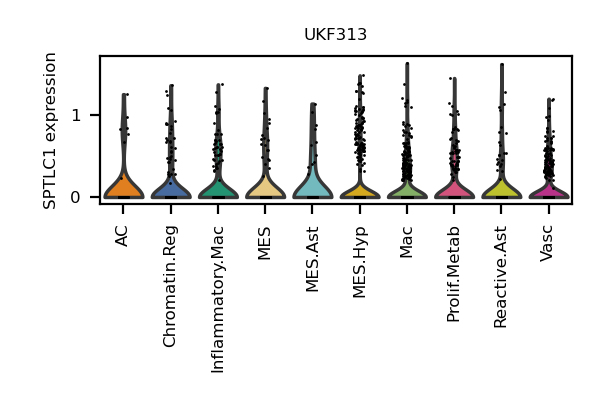 UKF313
SPTLC1 expression
1
0
AC
Chromatin.Reg
Inflammatory.Mac
MES
MES.Ast
MES.Hyp
Mac
Prolif.Metab
Reactive.Ast
Vasc